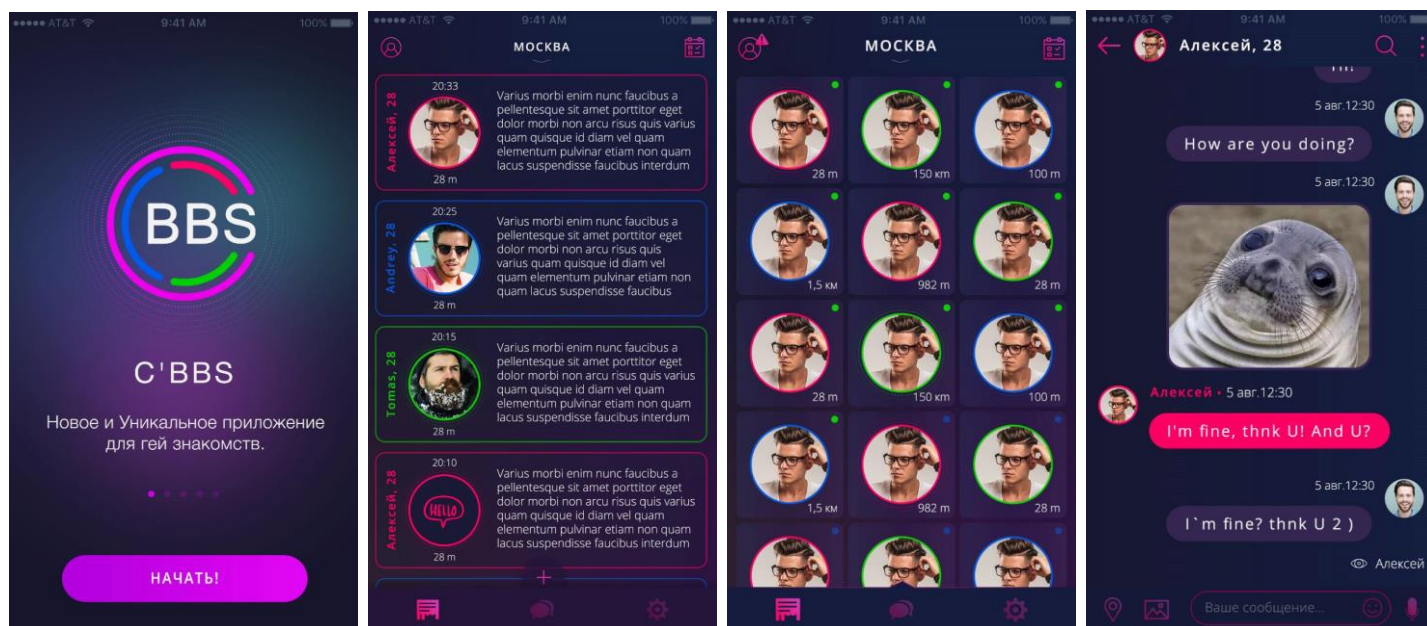 AT&T 9:41 AM 100%
BBS
C'BBS
Новое и Уникальное приложение
для гей знакомств.
НАЧАТЬ!
AT&T 9:41 AM 100%
МОСКВА
Алексей, 28
20:33
28 m
Varius morbi enim nunc faucibus a
pellentesque sit amet porttitor eget
dolor morbi non arcu risus quis varius
quam quisque id diam vel quam
elementum pulvinar etiam non quam
lacus suspendisse faucibus interdum
Andrey, 28
20:25
28 m
Varius morbi enim nunc faucibus a
pellentesque sit amet porttitor eget
dolor morbi non arcu risus quis
varius quam quisque id diam vel
quam elementum pulvinar etiam non
quam lacus suspendisse faucibus
Tomas, 28
20:15
28 m
Varius morbi enim nunc faucibus a
pellentesque sit amet porttitor eget
dolor morbi non arcu risus quis varius
quam quisque id diam vel quam
elementum pulvinar etiam non quam
lacus suspendisse faucibus interdum
Алексей, 28
20:10
HELLO
28 m
Varius morbi enim nunc faucibus a
pellentesque sit amet porttitor eget
dolor morbi non arcu risus quis varius
quam quisque id diam vel quam
elementum pulvinar etiam non quam
lacus suspendisse faucibus interdum
+
AT&T 9:41 AM 100%
МОСКВА
28 m 150 km 100 m
1,5 км 982 m 28 m
28 m 150 km 100 m
1,5 км 982 m 28 m
AT&T 9:41 AM 100%
Алексей, 28
5 авг.12:30
How are you doing?
5 авг.12:30
Алексей • 5 авг.12:30
I'm fine, thnk U! And U?
5 авг.12:30
I`m fine? thnk U 2 )
Алексей
Ваше сообщение...